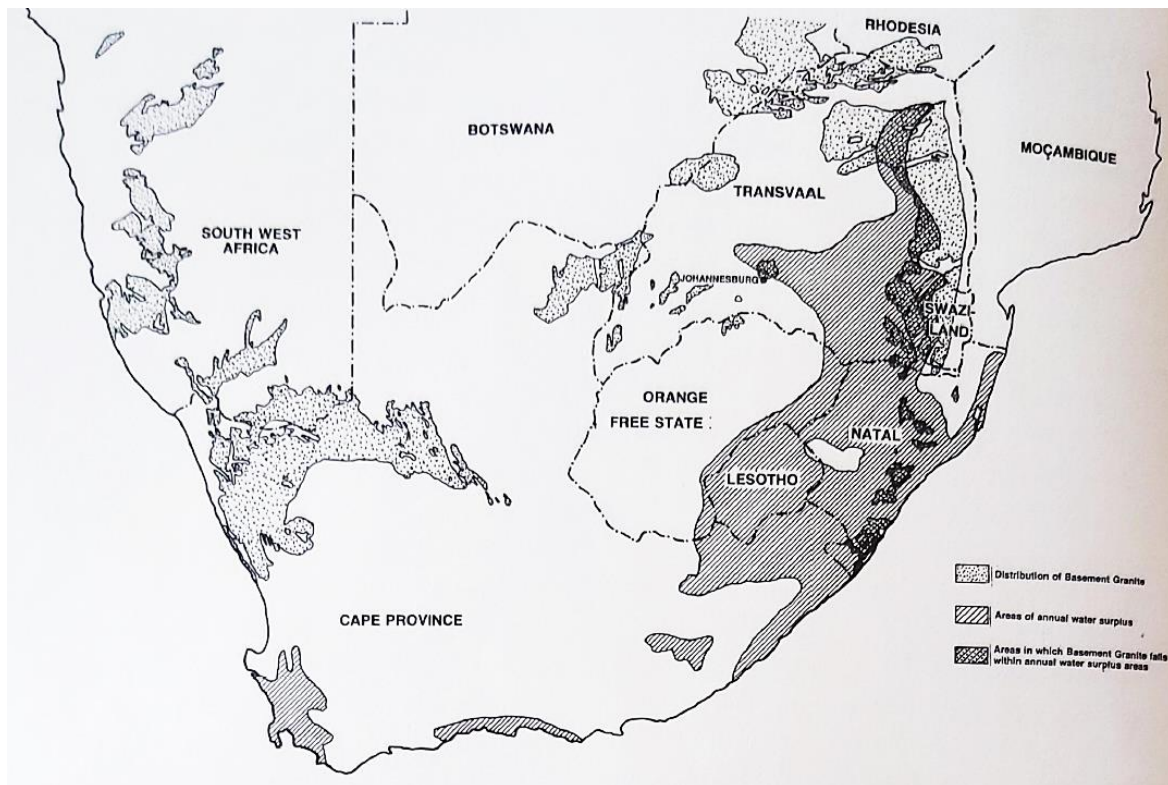 RHODESIA
BOTSWANA
MOÇAMBIQUE
TRANSVAAL
SOUTH WEST
AFRICA
JOHANNESBURG
SWAZI-
LAND
ORANGE
FREE STATE
NATAL
LESOTHO
CAPE PROVINCE
Distribution of Basement Granite
Areas of annual water surplus
Areas in which Basement Granite falls
within annual water surplus areas